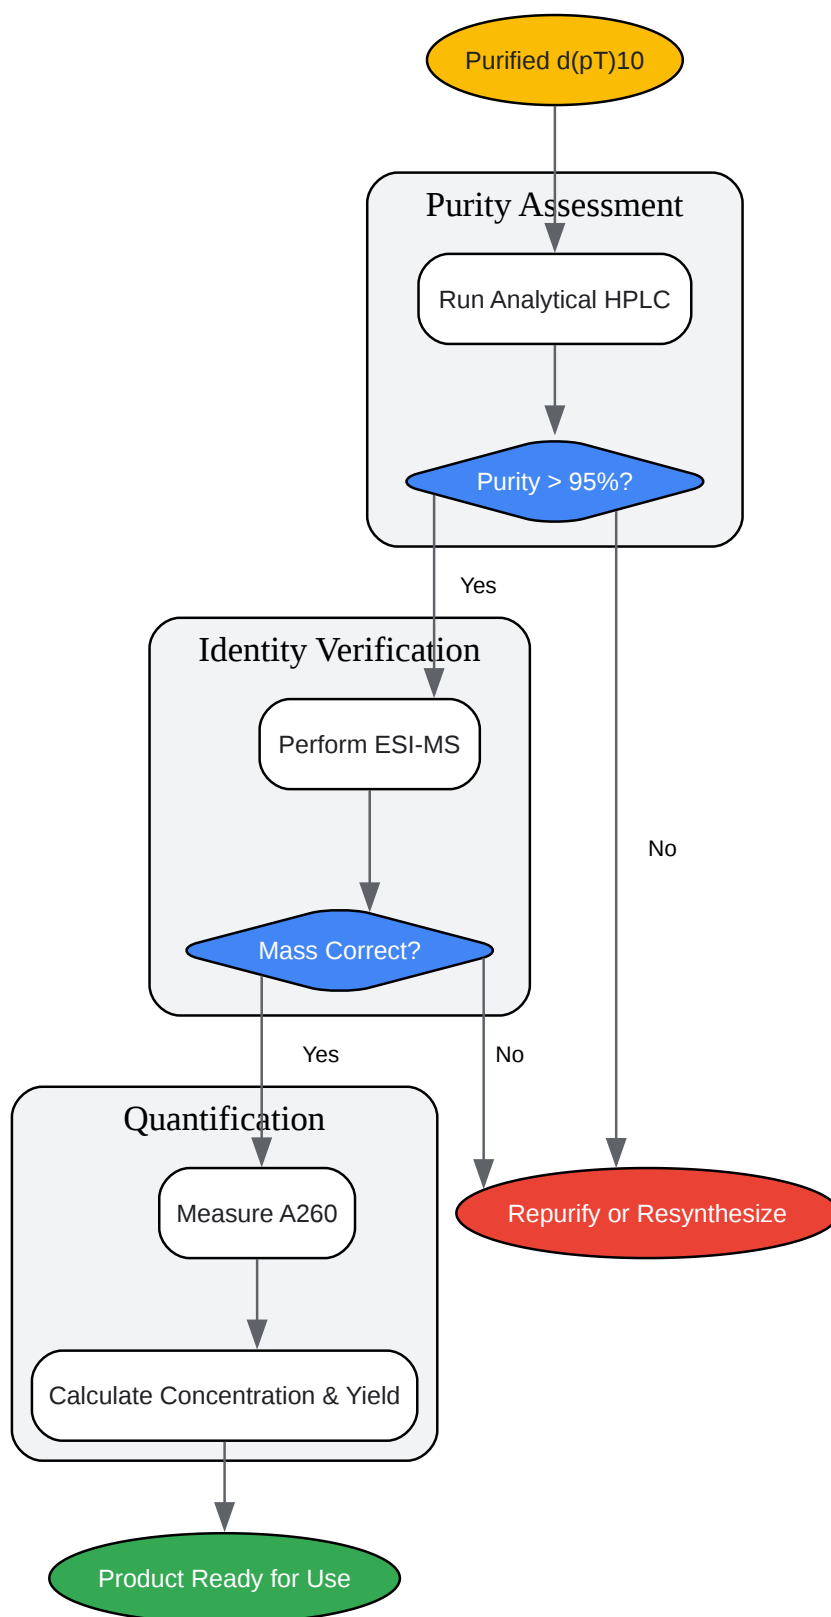 Purified d(pT)10
Purity Assessment
Run Analytical HPLC
Purity > 95%?
Yes
Identity Verification
Perform ESI-MS
No
Mass Correct?
Yes
No
Quantification
Measure A260
Repurify or Resynthesize
Calculate Concentration & Yield
Product Ready for Use